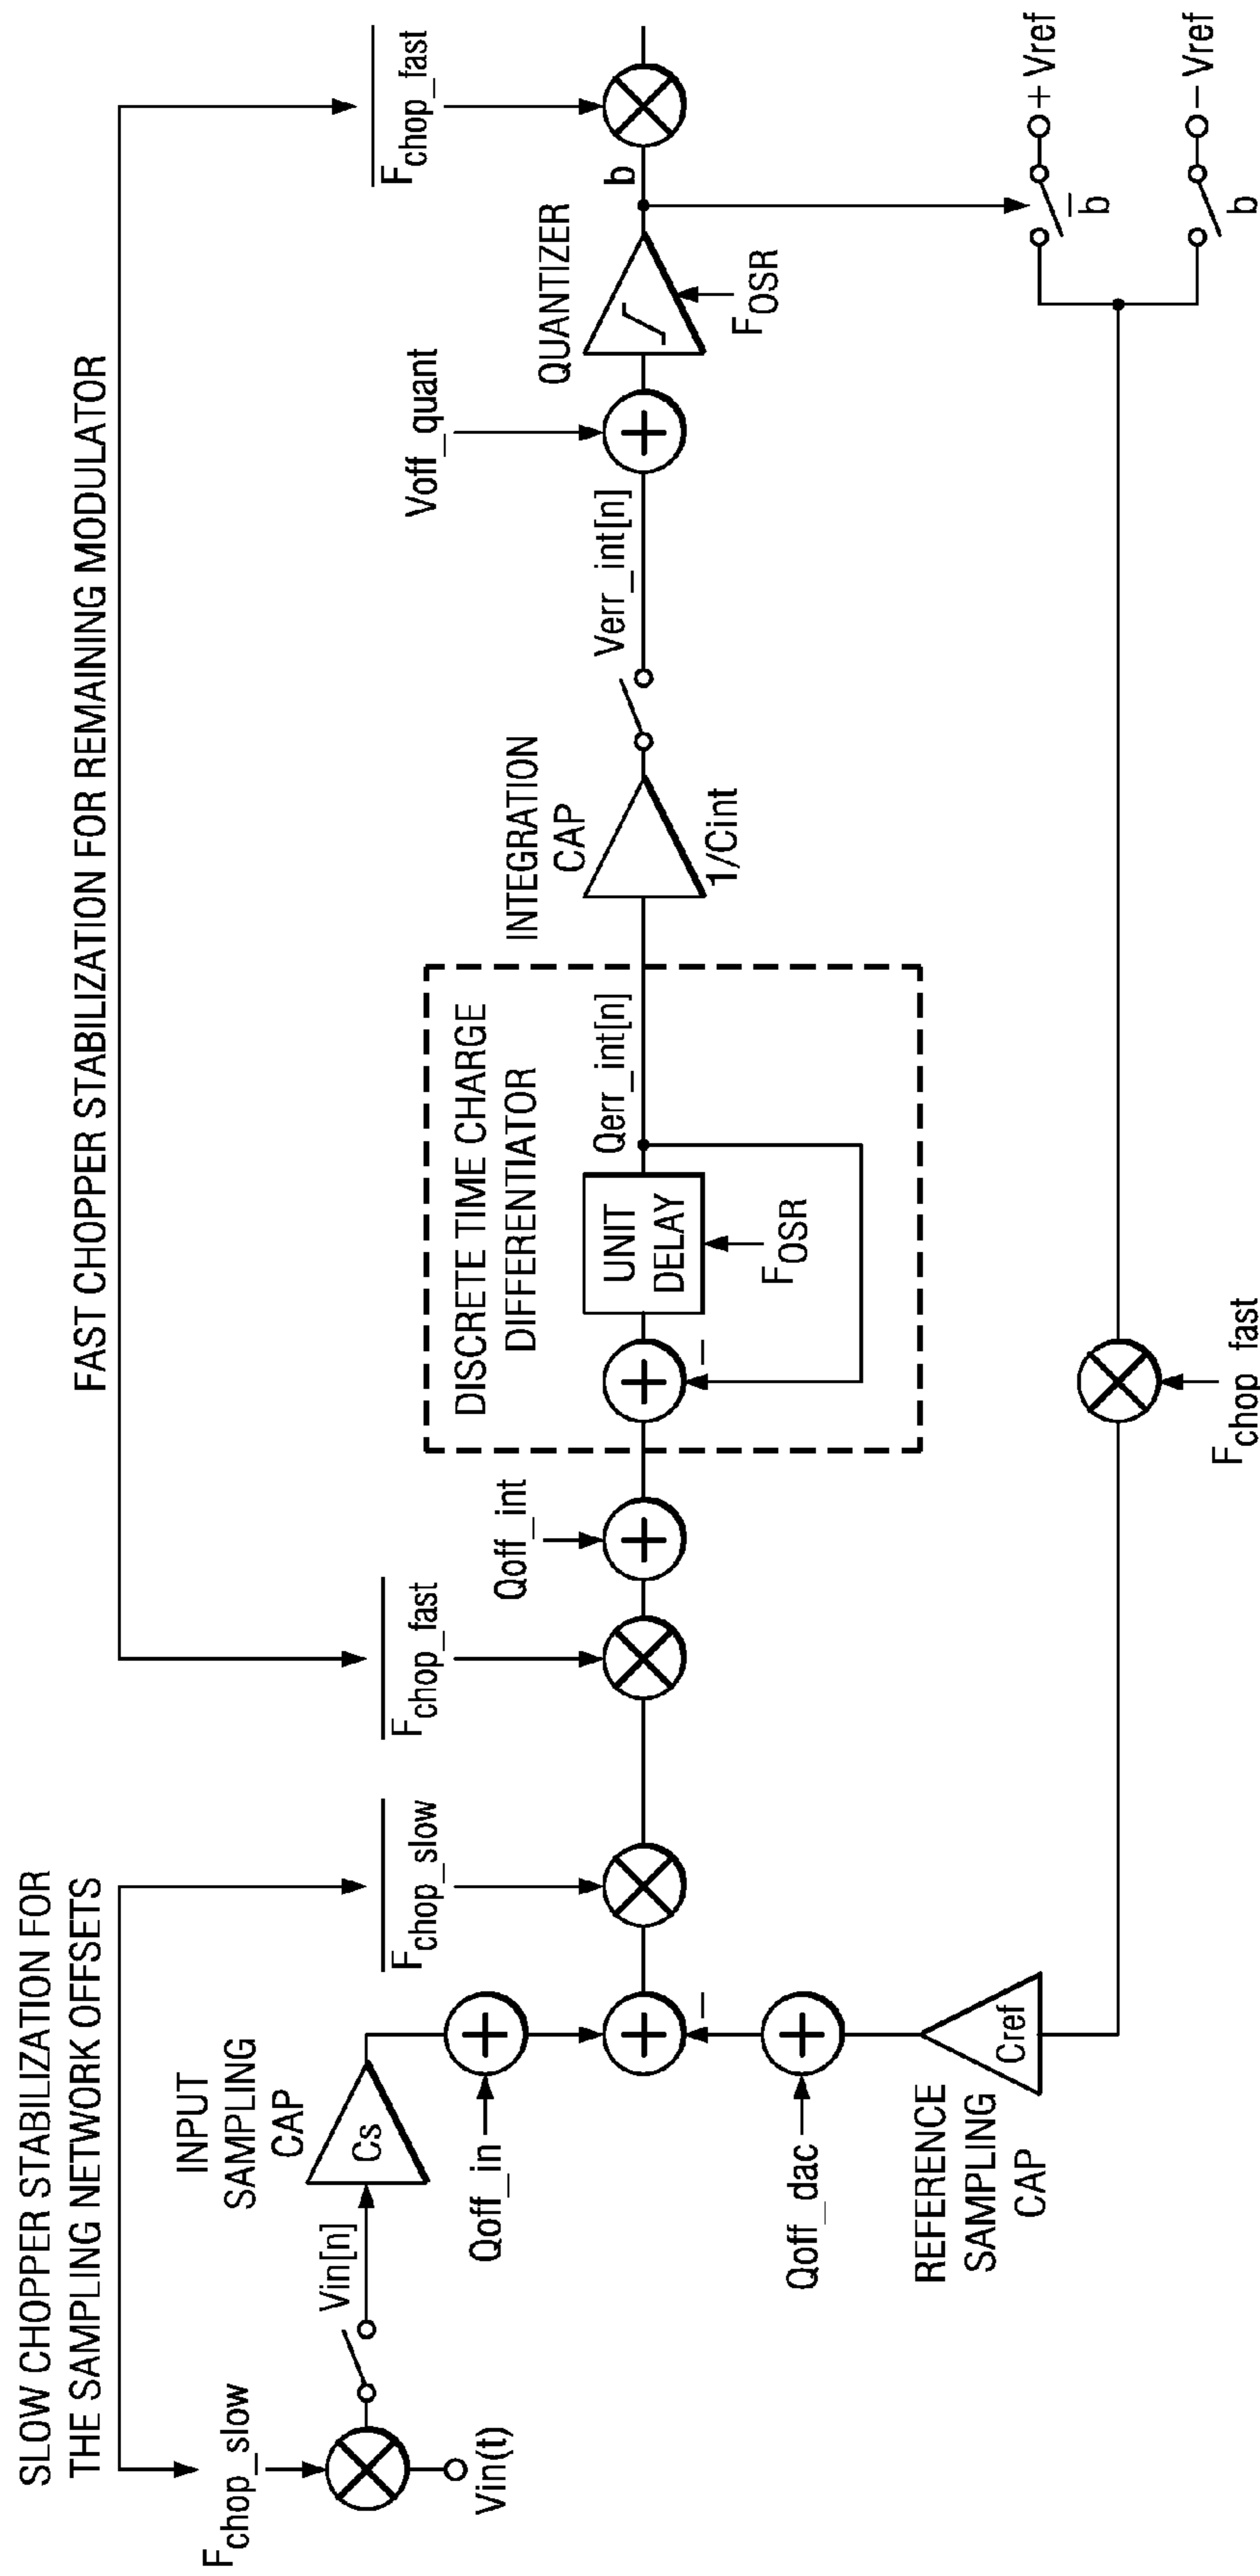 SLOW CHOPPER STABILIZATION FOR
THE SAMPLING NETWORK OFFSETS
FAST CHOPPER STABILIZATION FOR REMAINING MODULATOR
Fchop_slow
Vin(t)
Vin[n]
INPUT
SAMPLING
CAP
Cs
Qoff_in
Qoff_dac
REFERENCE
SAMPLING
CAP
Cref
−
Fchop_slow
Fchop_fast
Qoff_int
DISCRETE TIME CHARGE
DIFFERENTIATOR
−
UNIT
DELAY
FOSR
Qerr_int[n]
INTEGRATION
CAP
1/Cint
Verr_int[n]
Voff_quant
QUANTIZER
FOSR
b
Fchop_fast
Fchop_fast
b̅
+ Vref
b
− Vref